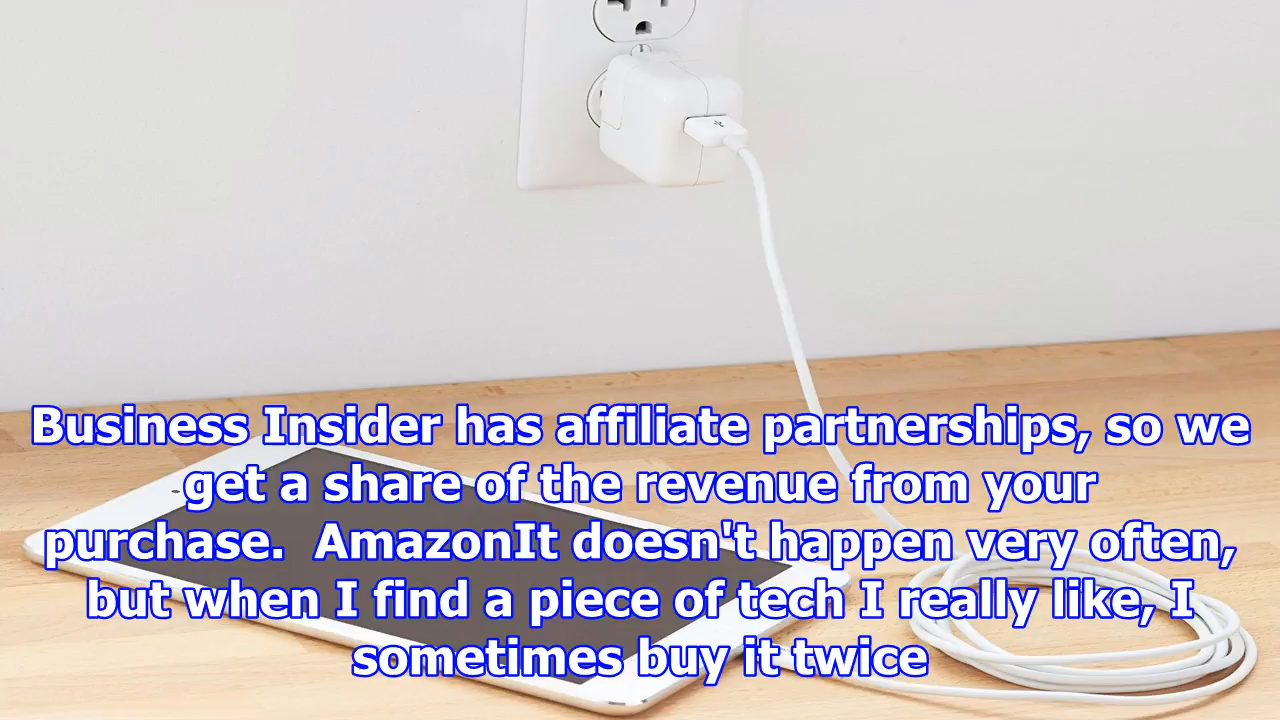 Business Insider has affiliate partnerships, so we
get a share of the revenue from your
purchase.  AmazonIt doesn't happen very often,
but when I find a piece of tech I really like, I
sometimes buy it twice